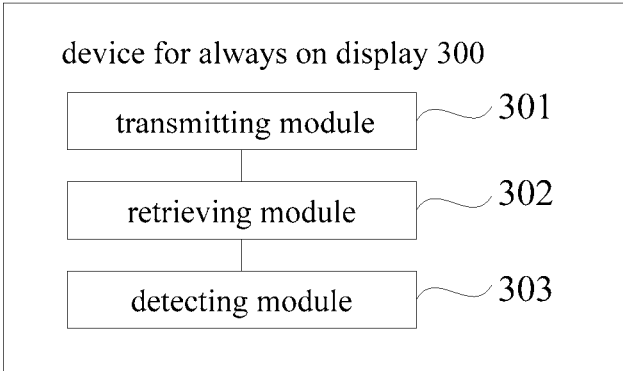 device for always on display 300
transmitting module 301
retrieving module 302
detecting module 303